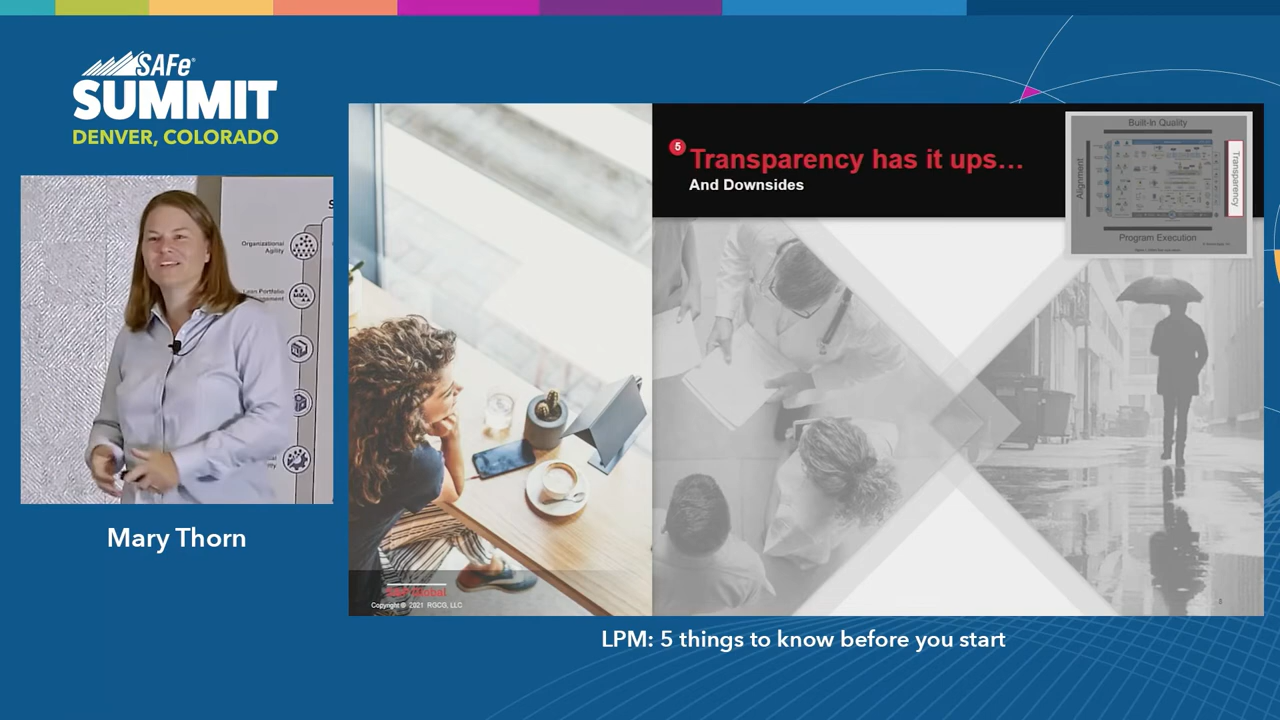 SAFe®
SUMMIT
DENVER, COLORADO
Organizational
Agility
Mary Thorn
5
Transparency has it ups...
And Downsides
Built-In Quality
Alignment
Transparency
Program Execution
Copyright © 2021 RGCG, LLC
LPM: 5 things to know before you start